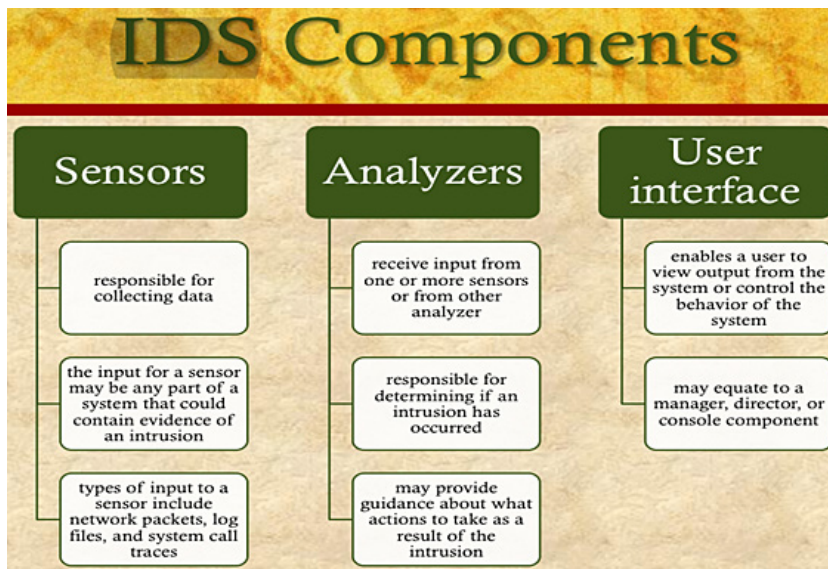 IDS Components
Sensors
responsible for
collecting data
the input for a sensor
may be any part of a
system that could
contain evidence of
an intrusion
types of input to a
sensor include
network packets, log
files, and system call
traces
Analyzers
receive input from
one or more sensors
or from other
analyzer
responsible for
determining if an
intrusion has
occurred
may provide
guidance about what
actions to take as a
result of the
intrusion
User
interface
enables a user to
view output from the
system or control the
behavior of the
system
may equate to a
manager, director, or
console component